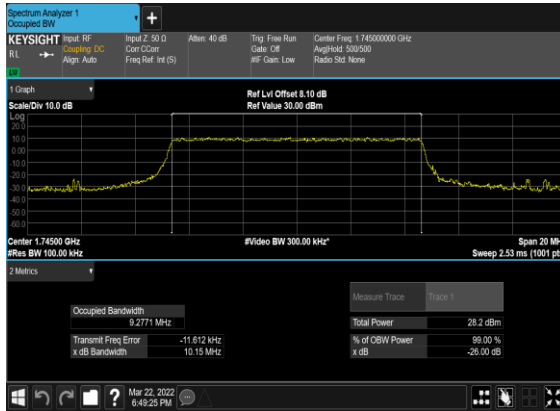 Spectrum Analyzer 1
Occupied BW
KEYSIGHT
RL
LW
Input: RF
Coupling: DC
Align: Auto
Input Z: 50 Ω
Corr CCorr
Freq Ref: Int (S)
Atten: 40 dB
Trig: Free Run
Gate: Off
#IF Gain: Low
Center Freq: 1.745000000 GHz
Avg|Hold: 500/500
Radio Std: None
1 Graph
Scale/Div 10.0 dB
Ref Lvl Offset 8.10 dB
Ref Value 30.00 dBm
Log
20.0
10.0
0.00
-10.0
-20.0
-30.0
-40.0
-50.0
-60.0
Center 1.74500 GHz
#Res BW 100.00 kHz
#Video BW 300.00 kHz*
Span 20 MH
Sweep 2.53 ms (1001 pt
2 Metrics
Measure Trace Trace 1
Occupied Bandwidth
9.2771 MHz
Total Power 28.2 dBm
Transmit Freq Error -11.612 kHz
% of OBW Power 99.00 %
x dB Bandwidth 10.15 MHz
x dB -26.00 dB
?
Mar 22, 2022
6:49:25 PM